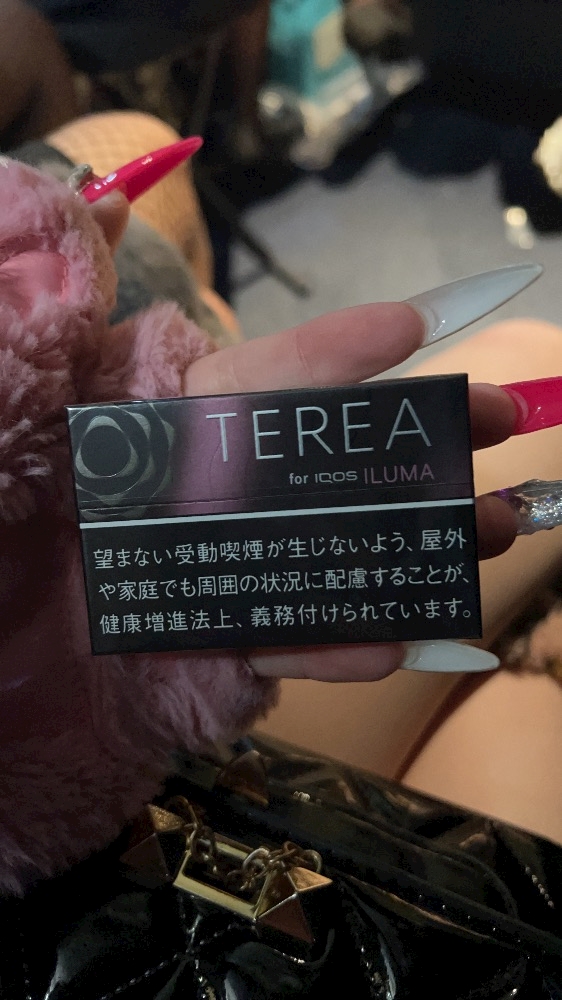 TEREA
for IQOS ILUMA
望まない受動喫煙が生じないよう、屋外
や家庭でも周囲の状況に配慮することが、
健康増進法上、義務付けられています。